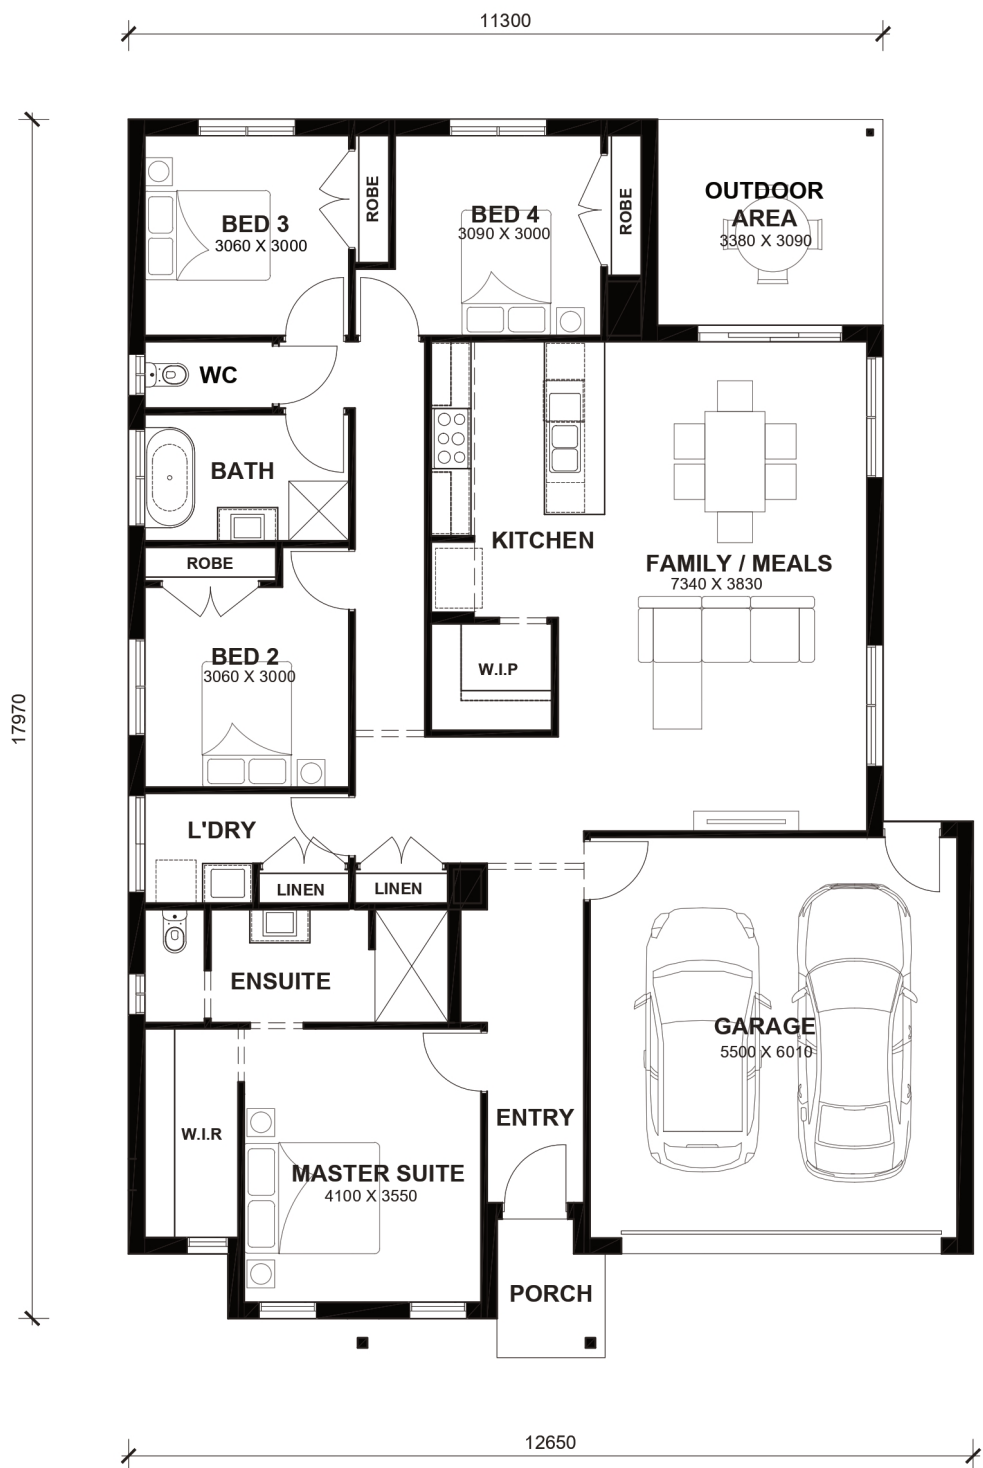 11300
OUTDOOR
AREA
3380 X 3090
BED 3
3060 X 3000
ROBE
BED 4
3090 X 3000
ROBE
WC
BATH
KITCHEN
ROBE
FAMILY / MEALS
7340 X 3830
BED 2
3060 X 3000
W.I.P
17970
L'DRY
LINEN
LINEN
ENSUITE
GARAGE
5500 X 6010
ENTRY
W.I.R
MASTER SUITE
4100 X 3550
PORCH
12650